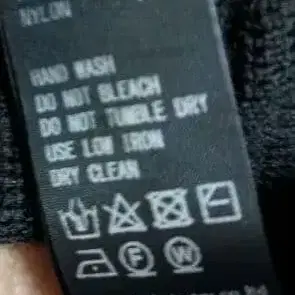 NYLON
HAND WASH
DO NOT BLEACH
DO NOT TUMBLE DRY
USE LOW IRON
DRY CLEAN
F W